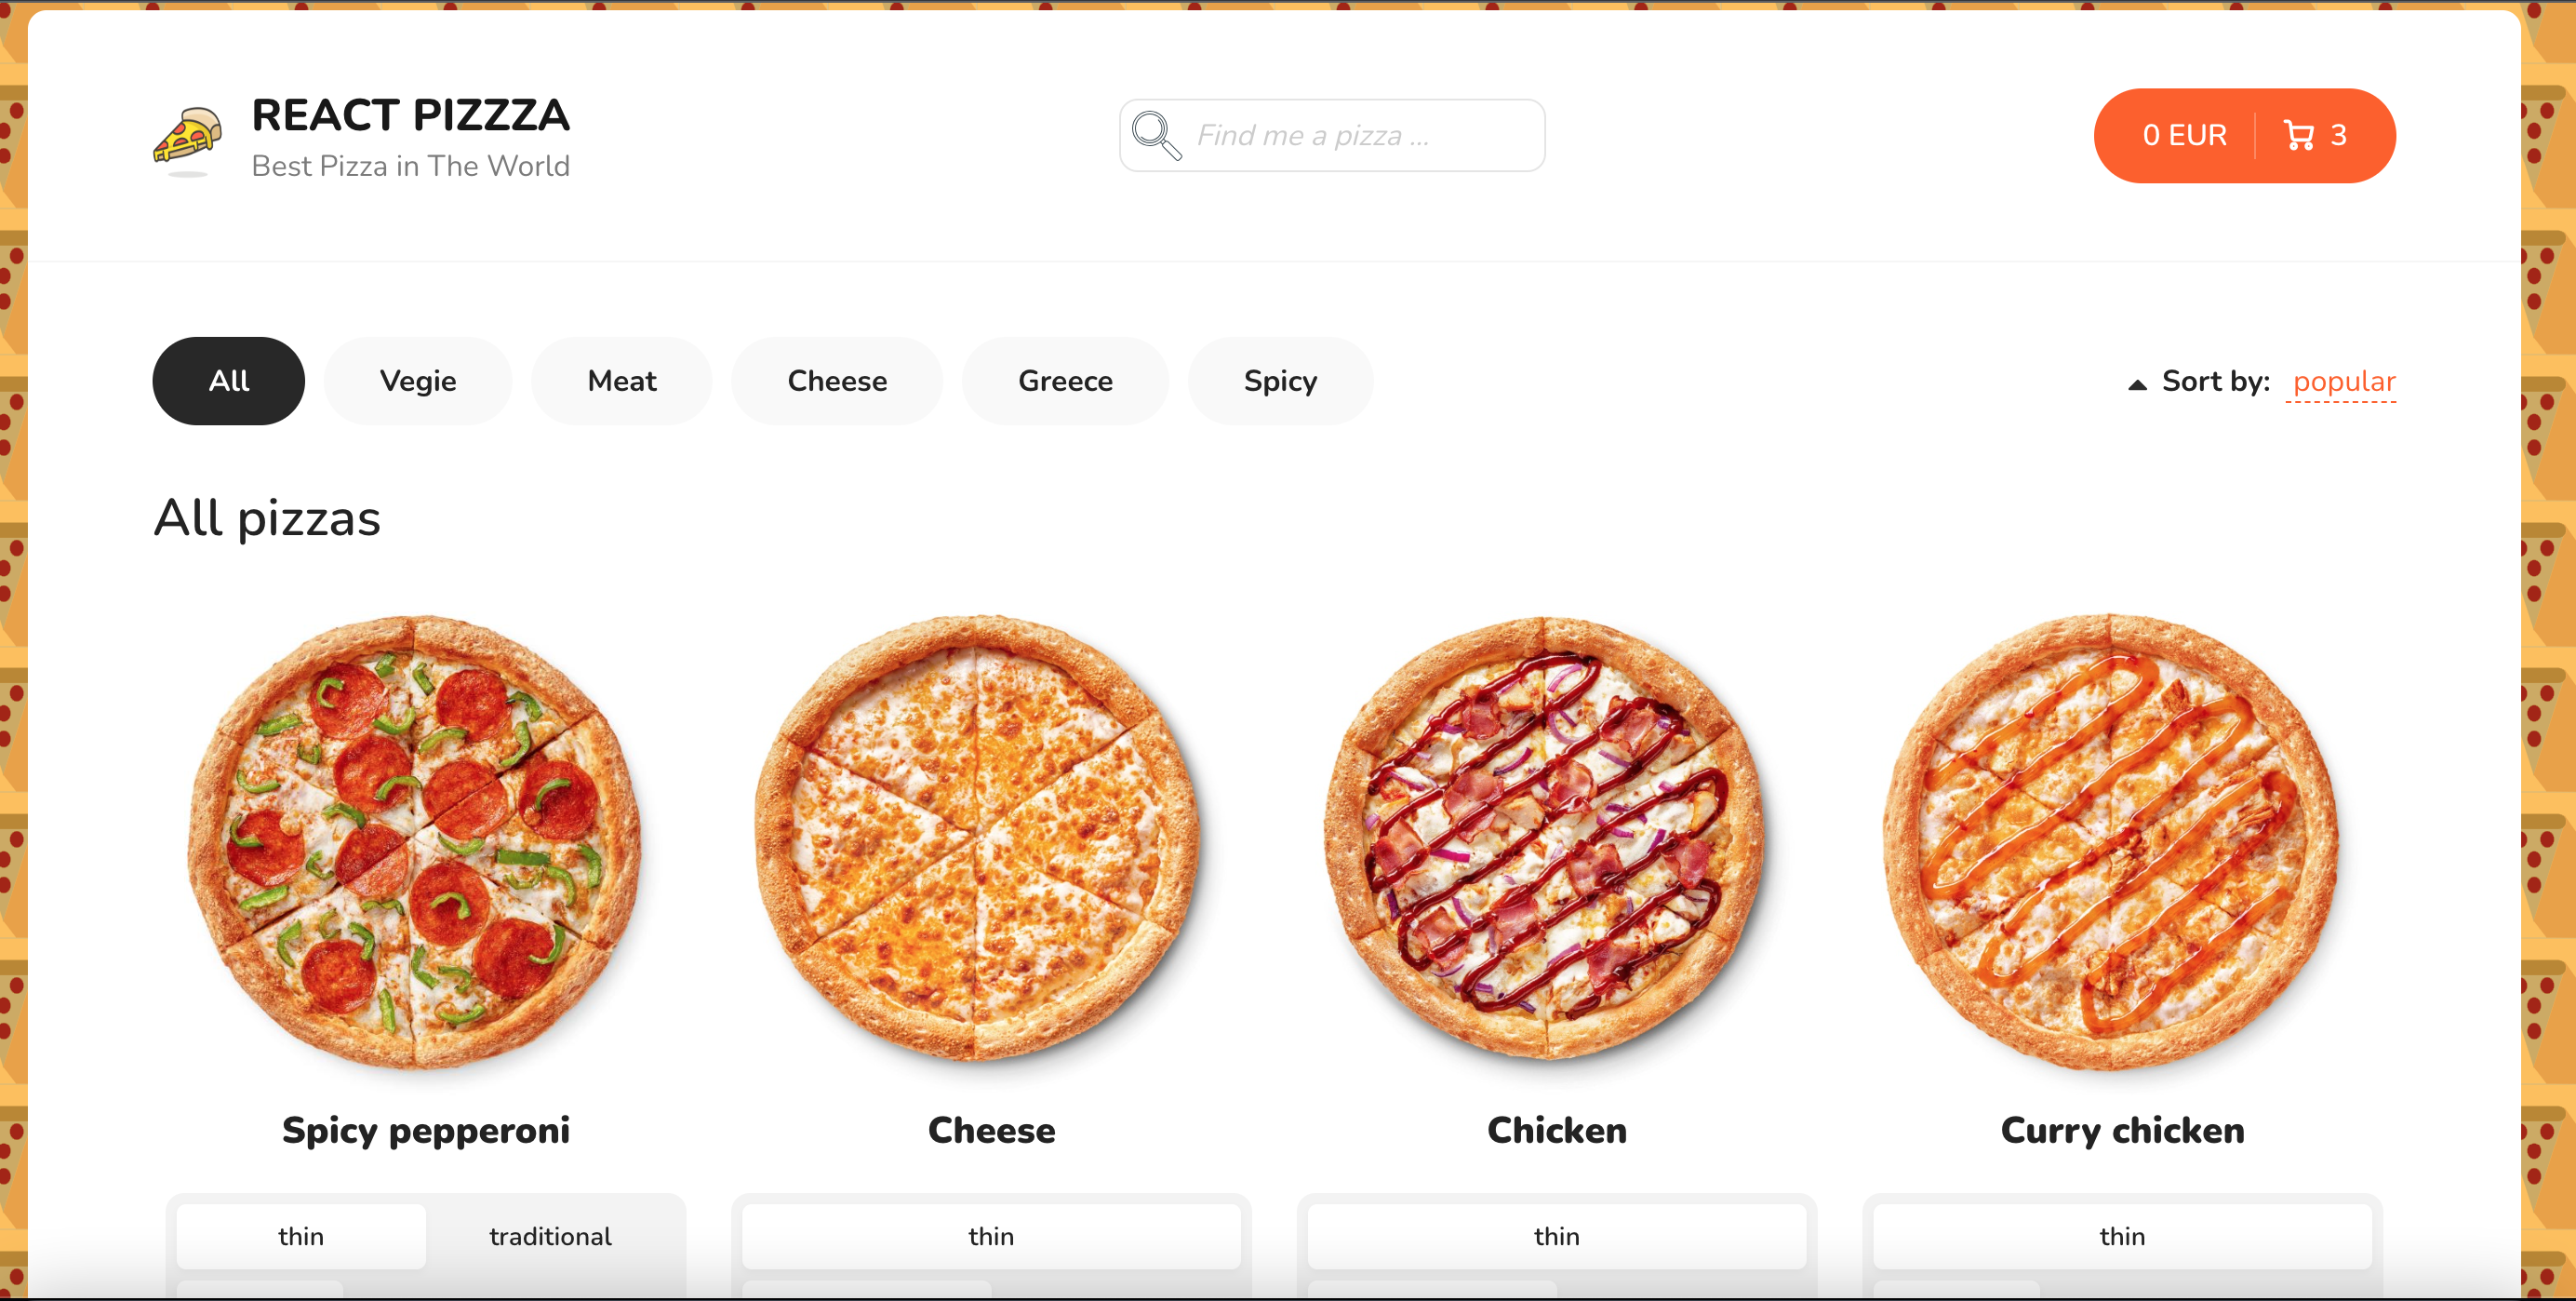 REACT PIZZZA
Best Pizza in The World
Find me a pizza ...
0 EUR 3
All Vegie Meat Cheese Greece Spicy
Sort by: popular
All pizzas
Spicy pepperoni Cheese Chicken Curry chicken
thin traditional thin thin thin